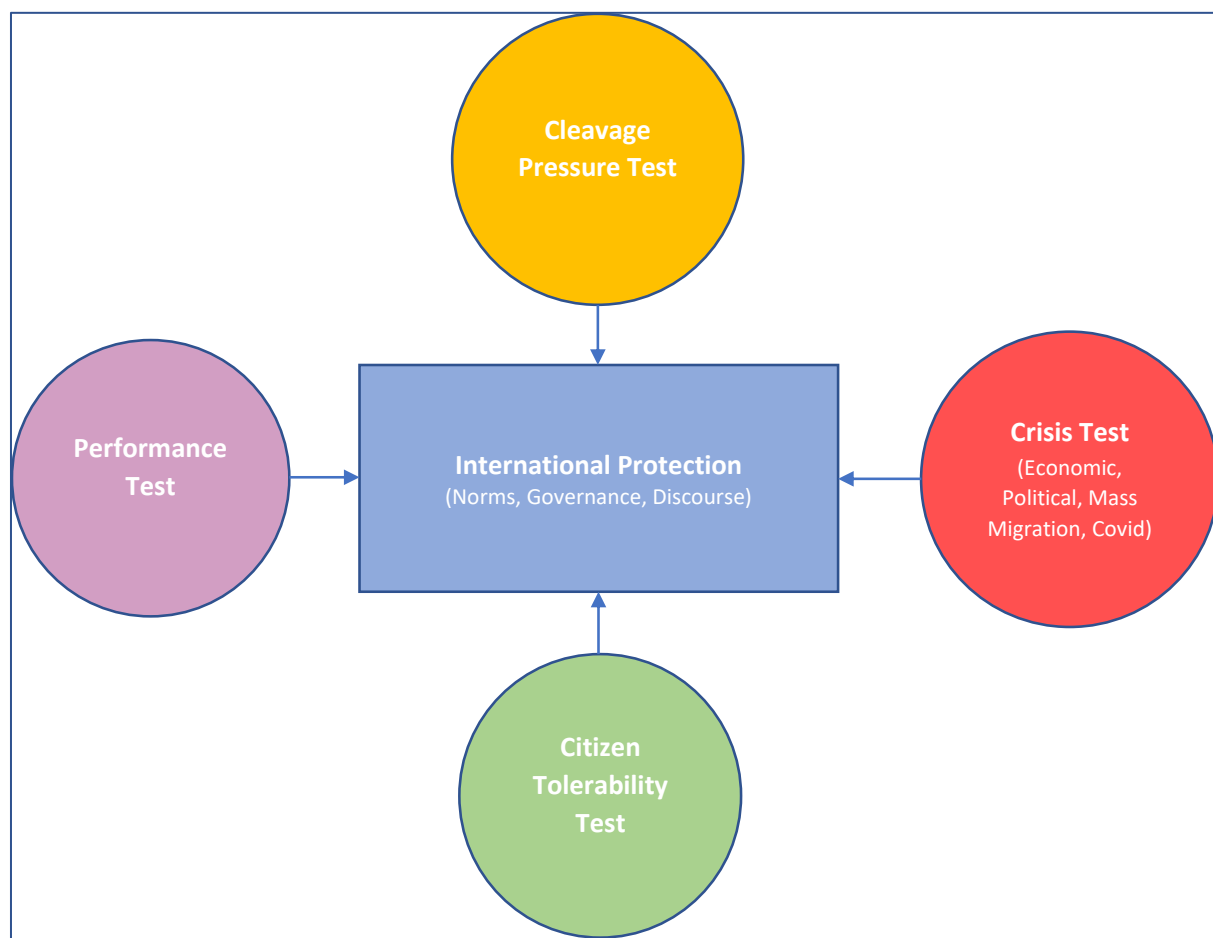 Cleavage
Pressure Test
Performance
Test
International Protection
(Norms, Governance, Discourse)
Crisis Test
(Economic,
Political, Mass
Migration, Covid)
Citizen
Tolerability
Test